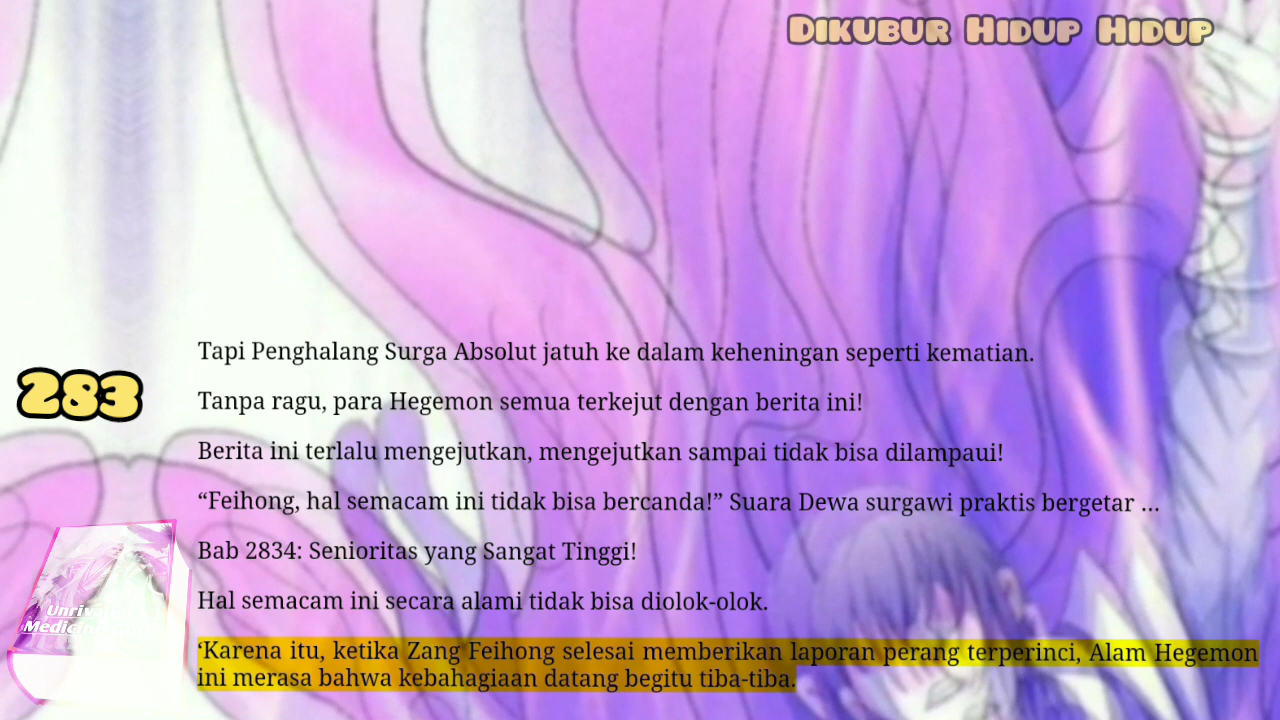 Dikubur Hidup Hidup
Tapi Penghalang Surga Absolut jatuh ke dalam keheningan seperti kematian.
283
Tanpa ragu, para Hegemon semua terkejut dengan berita ini!
Berita ini terlalu mengejutkan, mengejutkan sampai tidak bisa dilampaui!
“Feihong, hal semacam ini tidak bisa bercanda!” Suara Dewa surgawi praktis bergetar ...
Bab 2834: Senioritas yang Sangat Tinggi!
Hal semacam ini secara alami tidak bisa diolok-olok.
‘Karena itu, ketika Zang Feihong selesai memberikan laporan perang terperinci, Alam Hegemon
ini merasa bahwa kebahagiaan datang begitu tiba-tiba.